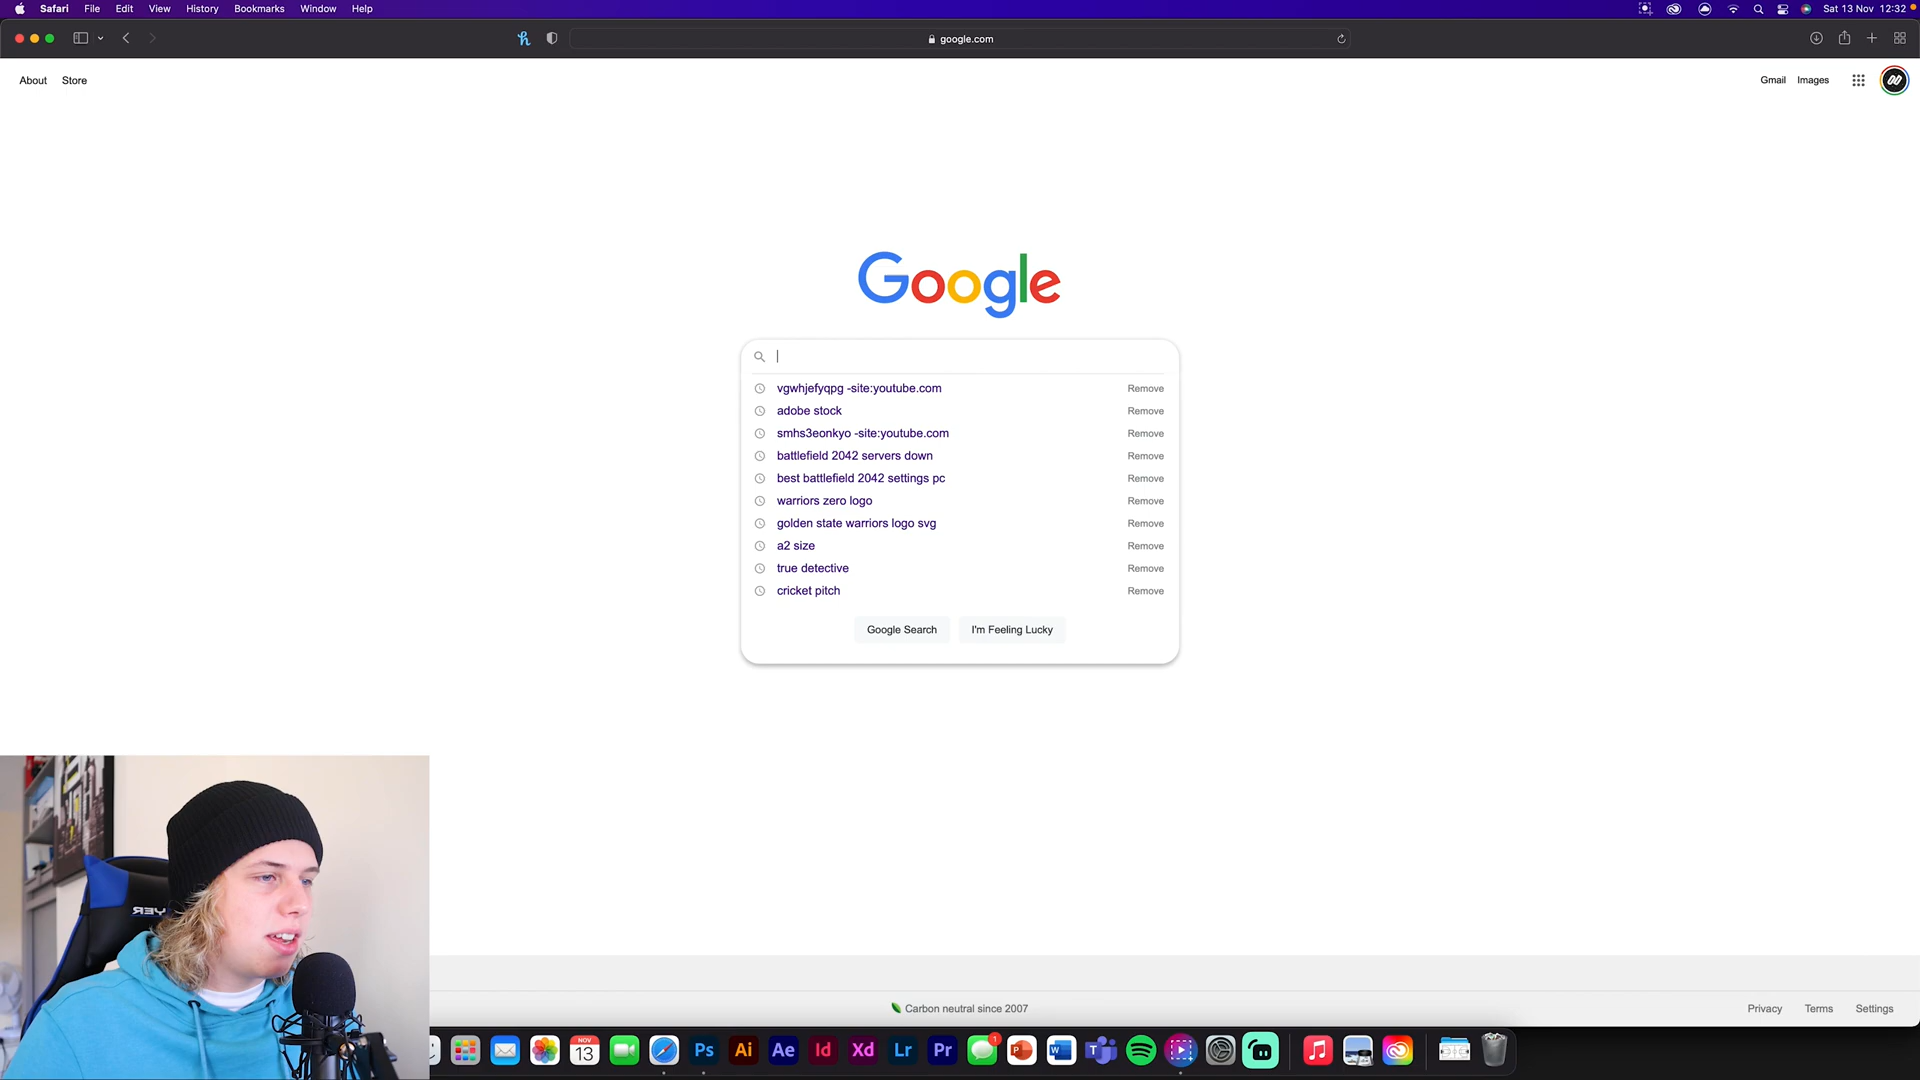 Safari File Edit View History Bookmarks Window Help Sat 13 Nov 12:32
google.com
About Store Gmail Images
Google
vgwhjefyqpg -site:youtube.com Remove
adobe stock Remove
smhs3eonkyo -site:youtube.com Remove
battlefield 2042 servers down Remove
best battlefield 2042 settings pc Remove
warriors zero logo Remove
golden state warriors logo svg Remove
a2 size Remove
true detective Remove
cricket pitch Remove
Google Search I'm Feeling Lucky
Carbon neutral since 2007 Privacy Terms Settings
NOV
13 Ps Ai Ae Id Xd Lr Pr 1 P W T